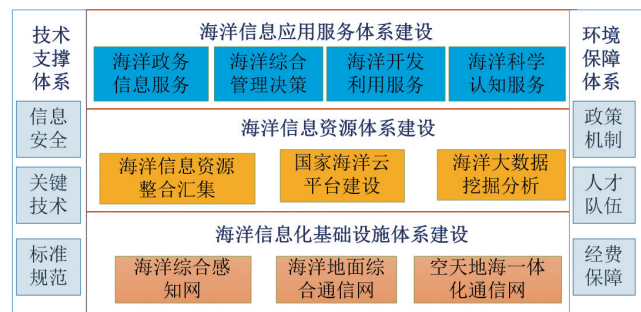 技术
支撑
体系
信息
安全
关键
技术
标准
规范
海洋信息应用服务体系建设
海洋政务
信息服务
海洋综合
管理决策
海洋开发
利用服务
海洋科学
认知服务
海洋信息资源体系建设
海洋信息资源
整合汇集
国家海洋云
平台建设
海洋大数据
挖掘分析
海洋信息化基础设施体系建设
海洋综合感
知网
海洋地面综
合通信网
空天地海一体
化通信网
环境
保障
体系
政策
机制
人才
队伍
经费
保障